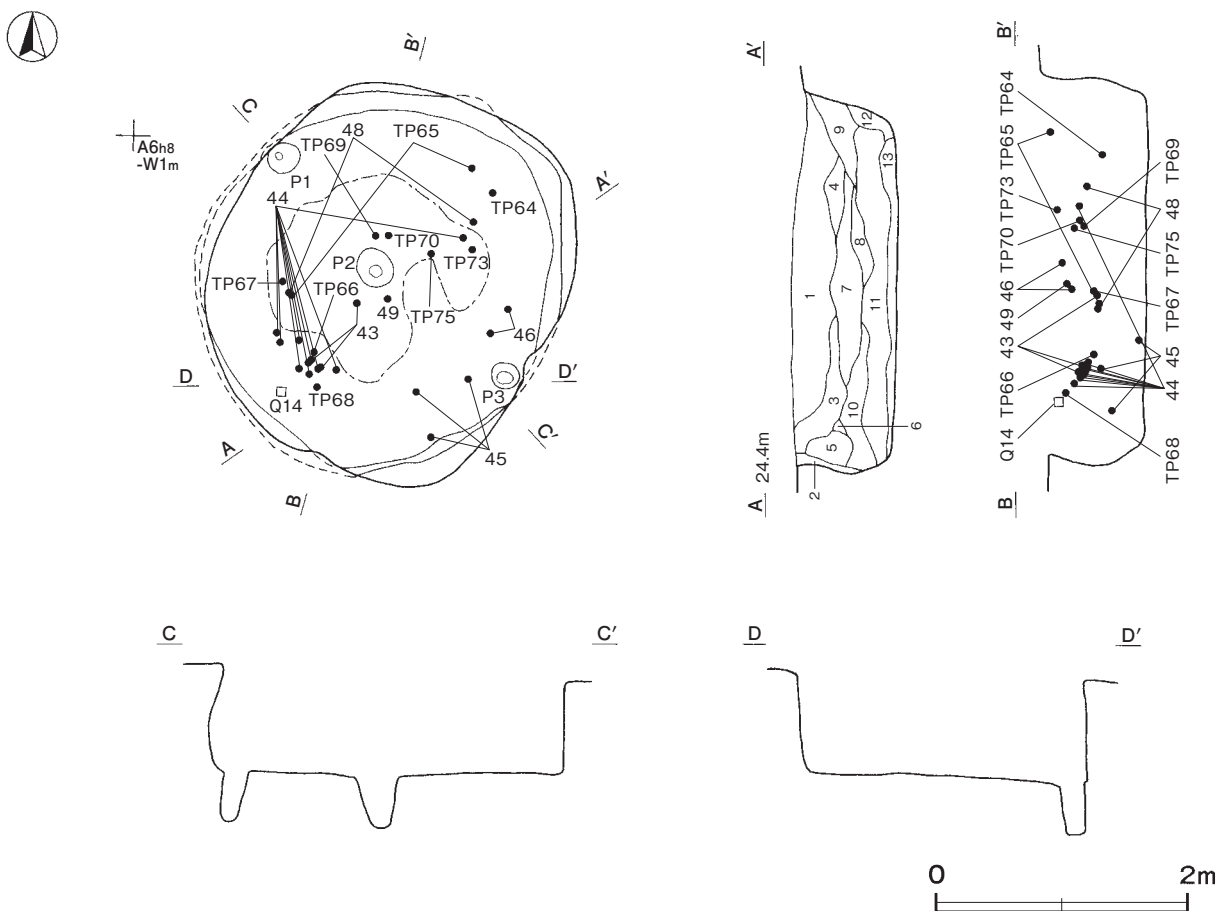 B′
C
A6h8
-W1m
TP69
48
TP65
P1
44
TP64
A′
P2
TP70
TP73
TP67
TP66
49
TP75
43
46
D
D′
Q14
TP68
P3
45
C′
A
B
A′
9
12
13
4
8
1
7
11
3
10
6
5
2
A 24.4m
B′
TP64
TP65
TP69
TP73
48
TP70
TP75
46
49
TP67
43
45
44
TP66
Q14
TP68
B
C
C′
D
D′
0
2m